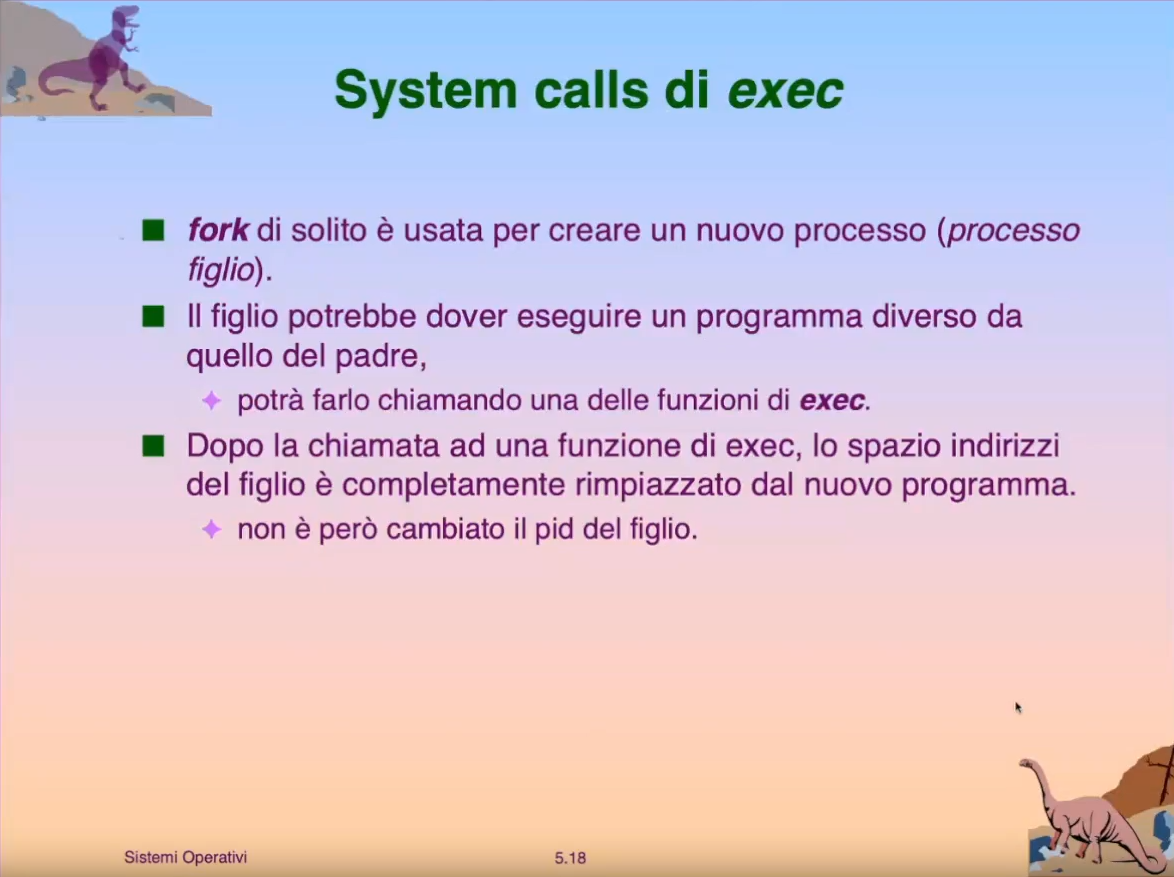 System calls di exec
fork di solito è usata per creare un nuovo processo (processo
figlio).
Il figlio potrebbe dover eseguire un programma diverso da
quello del padre,
potrà farlo chiamando una delle funzioni di exec.
Dopo la chiamata ad una funzione di exec, lo spazio indirizzi
del figlio è completamente rimpiazzato dal nuovo programma.
non è però cambiato il pid del figlio.
Sistemi Operativi
5.18